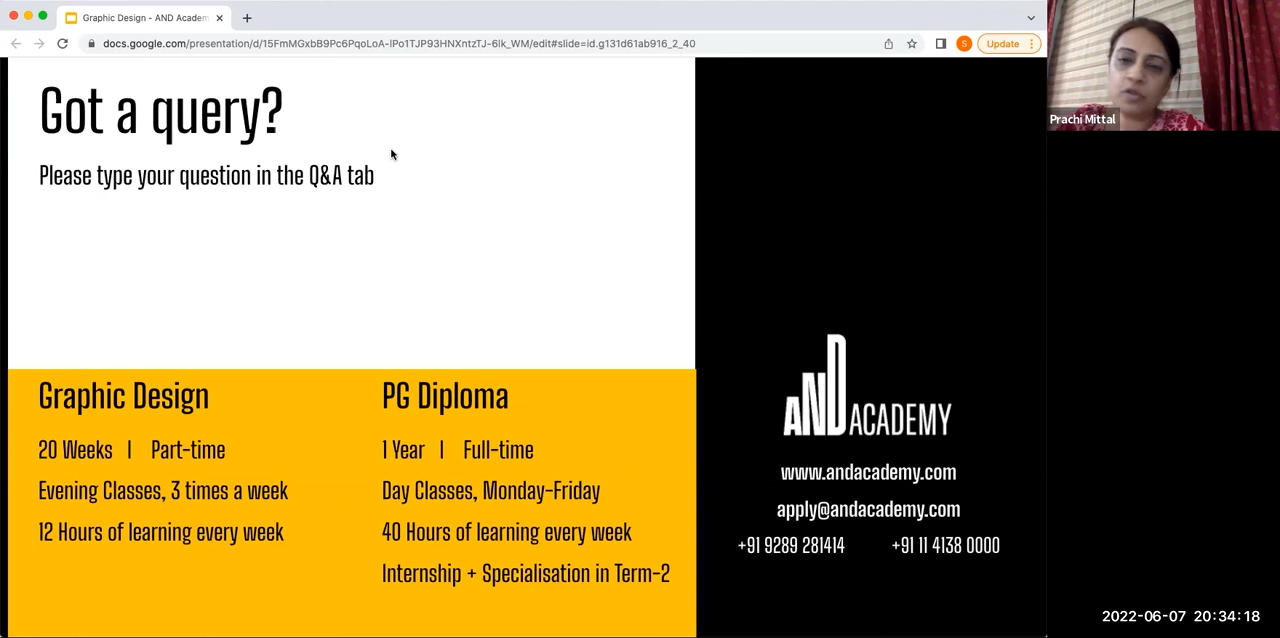 Graphic Design - AND Academ
docs.google.com/presentation/d/15FmMGxbB9Pc6PqoLoA-lPo1TJP93HNXntzTJ-6lk_WM/edit#slide=id.g131d61ab916_2_40
S
Update
Prachi Mittal
Got a query?
Please type your question in the Q&A tab
Graphic Design
20 Weeks | Part-time
Evening Classes, 3 times a week
12 Hours of learning every week
PG Diploma
1 Year | Full-time
Day Classes, Monday-Friday
40 Hours of learning every week
Internship + Specialisation in Term-2
AND ACADEMY
www.andacademy.com
apply@andacademy.com
+91 9289 281414 +91 11 4138 0000
2022-06-07 20:34:18